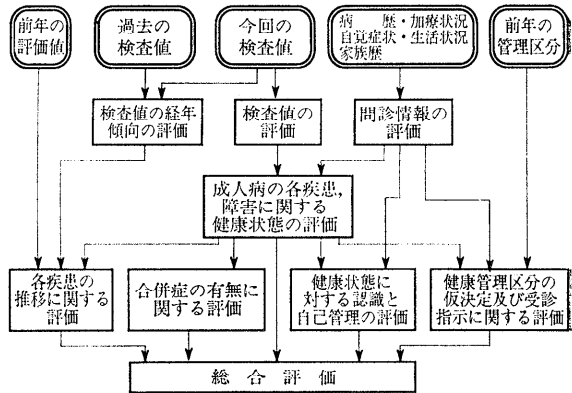 前年の
評価値
過去の
検査値
今回の
検査値
病　歴・加療状況
自覚症状・生活状況
家族歴
前年の
管理区分
検査値の経年
傾向の評価
検査値の
評価
問診情報の
評価
成人病の各疾患,
障害に関する
健康状態の評価
各疾患の
推移に関する
評価
合併症の有無に
関する評価
健康状態に
対する認識と
自己管理の評価
健康管理区分の
仮決定及び受診
指示に関する評価
総合評価